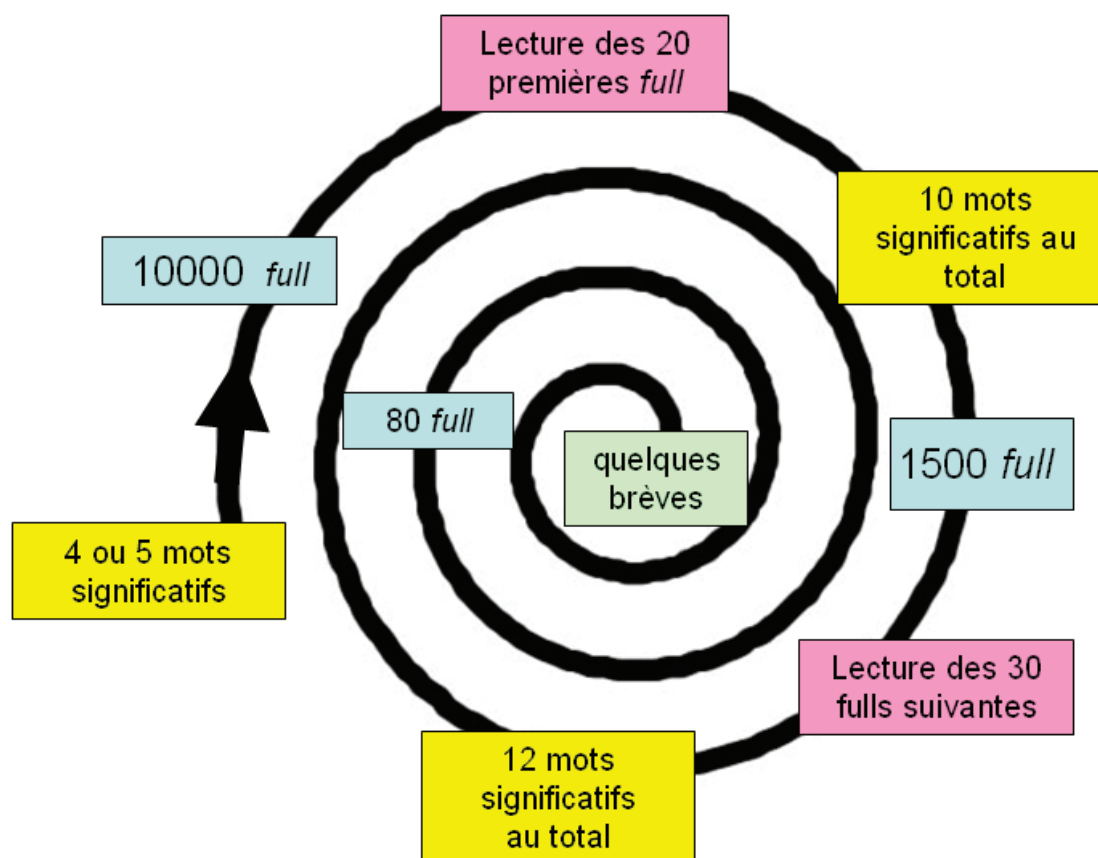 4 ou 5 mots
significatifs
10000 full
Lecture des 20
premières full
10 mots
significatifs au
total
1500 full
Lecture des 30
fulls suivantes
12 mots
significatifs
au total
80 full
quelques
brèves